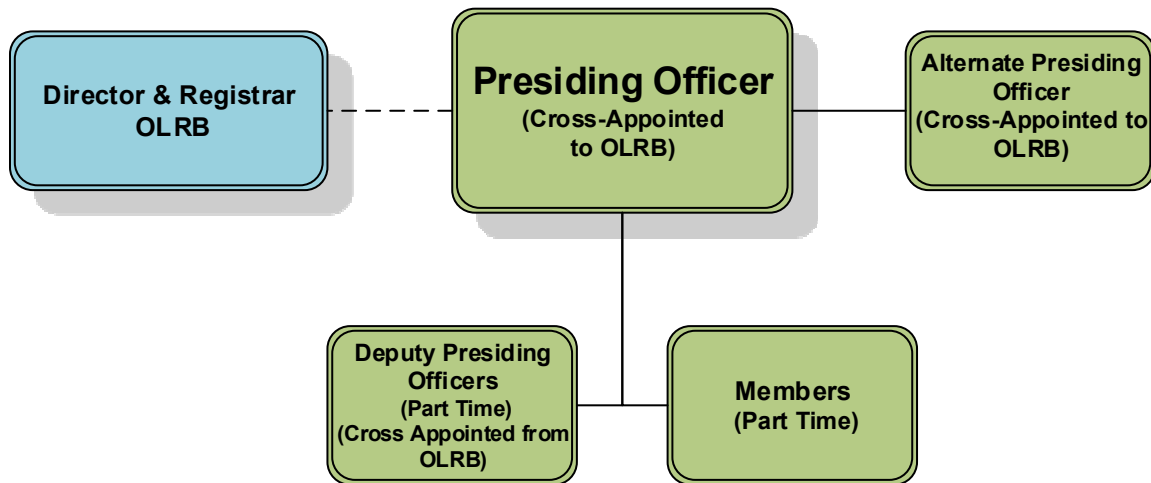 Director & Registrar
OLRB
Presiding Officer
(Cross-Appointed
to OLRB)
Alternate Presiding
Officer
(Cross-Appointed to
OLRB)
Deputy Presiding
Officers
(Part Time)
(Cross Appointed from
OLRB)
Members
(Part Time)